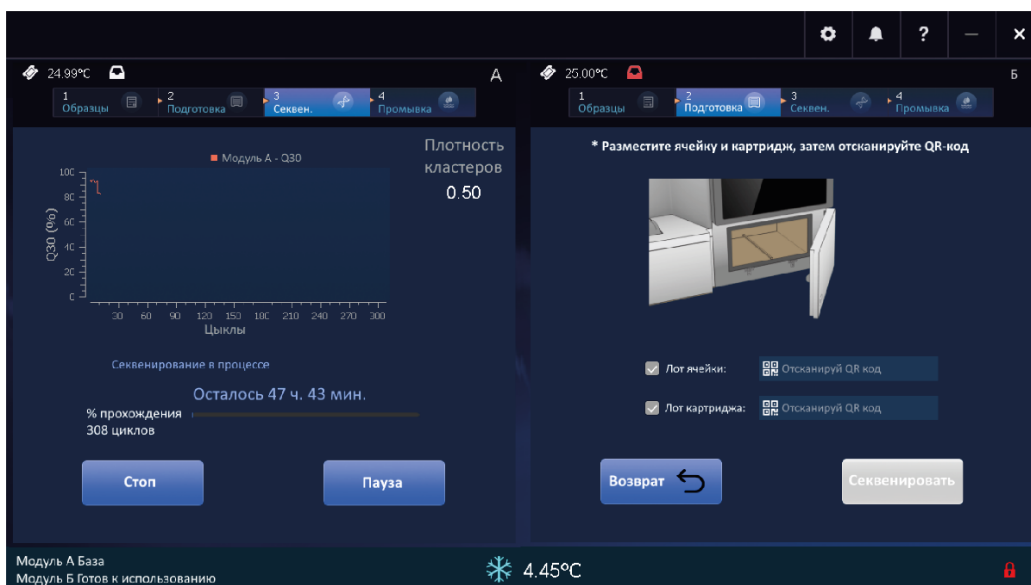 ?
24.99°C
А
1
Образцы
2
Подготовка
3
Секвен.
4
Промывка
Модуль А - Q30
Плотность
кластеров
0.50
Q30 (%)
100
80
60
40
20
0
30 60 90 120 150 180 210 240 270 300
Цыклы
Секвенирование в процессе
Осталось 47 ч. 43 мин.
% прохождения
308 циклов
Стоп
Пауза
25.00°C
Б
1
Образцы
2
Подготовка
3
Секвен.
4
Промывка
* Разместите ячейку и картридж, затем отсканируйте QR-код
Лот ячейки:
Отсканируй QR код
Лот картриджа:
Отсканируй QR код
Возврат
Секвенировать
Модуль А База
Модуль Б Готов к использованию
4.45°C